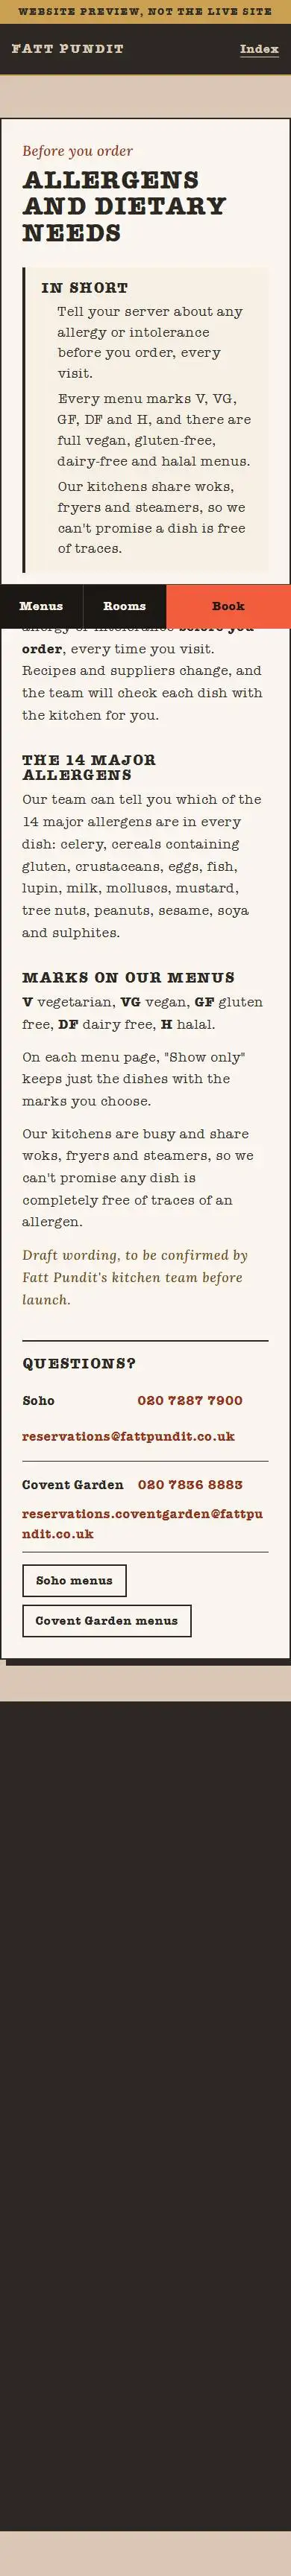 WEBSITE PREVIEW, NOT THE LIVE SITE
FATT PUNDIT
Index
Before you order
ALLERGENS
AND DIETARY
NEEDS
IN SHORT
Tell your server about any
allergy or intolerance
before you order, every
visit.
Every menu marks V, VG,
GF, DF and H, and there are
full vegan, gluten-free,
dairy-free and halal menus.
Our kitchens share woks,
fryers and steamers, so we
can't promise a dish is free
of traces.
Menus
Rooms
Book
allergy or intolerance before you
order, every time you visit.
Recipes and suppliers change, and
the team will check each dish with
the kitchen for you.
THE 14 MAJOR
ALLERGENS
Our team can tell you which of the
14 major allergens are in every
dish: celery, cereals containing
gluten, crustaceans, eggs, fish,
lupin, milk, molluscs, mustard,
tree nuts, peanuts, sesame, soya
and sulphites.
MARKS ON OUR MENUS
V vegetarian, VG vegan, GF gluten
free, DF dairy free, H halal.
On each menu page, "Show only"
keeps just the dishes with the
marks you choose.
Our kitchens are busy and share
woks, fryers and steamers, so we
can't promise any dish is
completely free of traces of an
allergen.
Draft wording, to be confirmed by
Fatt Pundit's kitchen team before
launch.
QUESTIONS?
Soho 020 7287 7900
reservations@fattpundit.co.uk
Covent Garden 020 7836 8883
reservations.coventgarden@fattpu
ndit.co.uk
Soho menus
Covent Garden menus